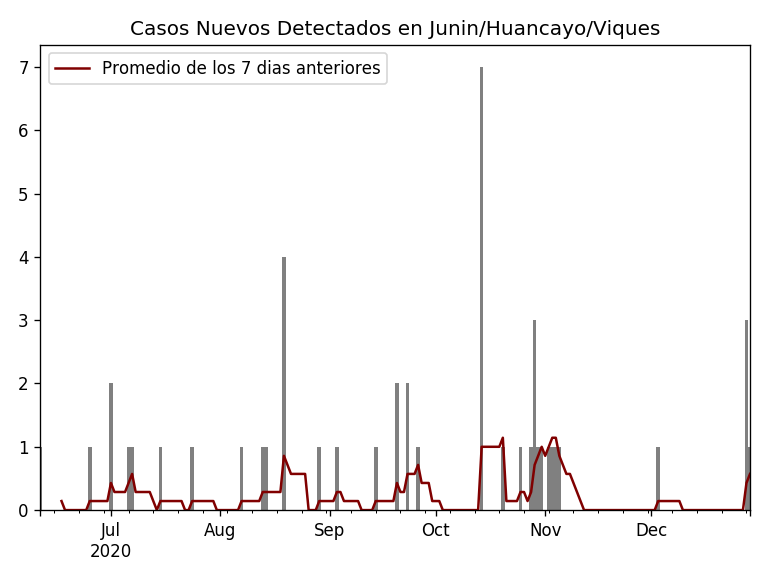 Casos Nuevos Detectados en Junin/Huancayo/Viques
Promedio de los 7 dias anteriores
7
6
5
4
3
2
1
0
Jul
2020
Aug
Sep
Oct
Nov
Dec